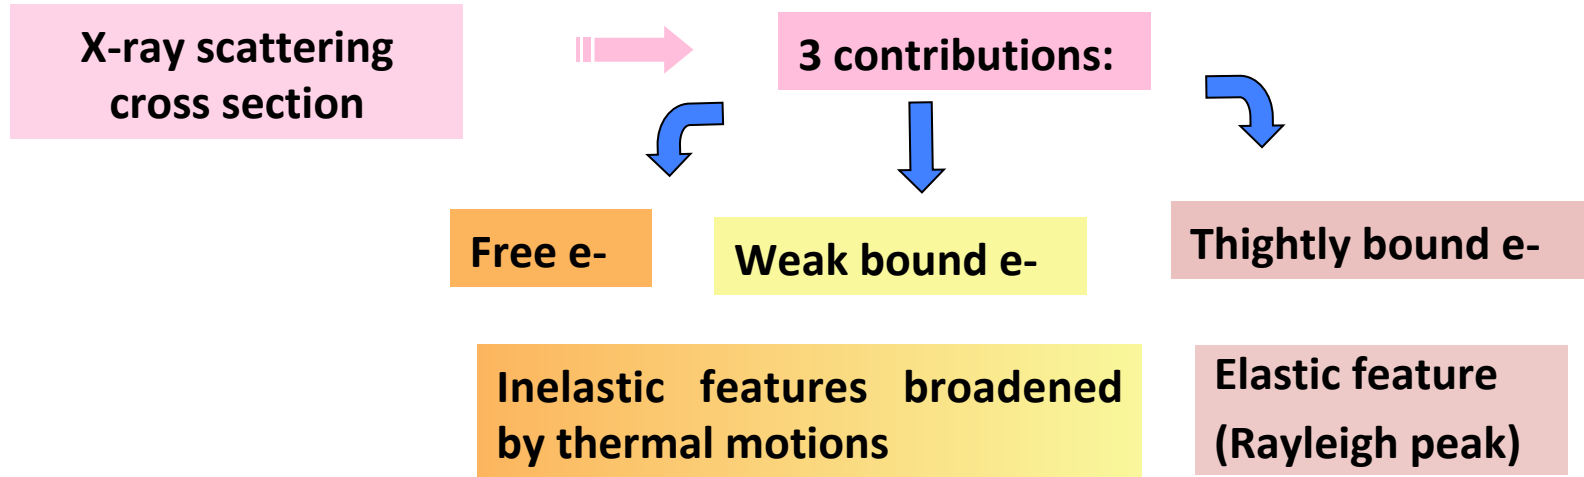 X-ray scattering
cross section
3 contributions:
Free e-
Weak bound e-
Thightly bound e-
Inelastic features broadened
by thermal motions
Elastic feature
(Rayleigh peak)